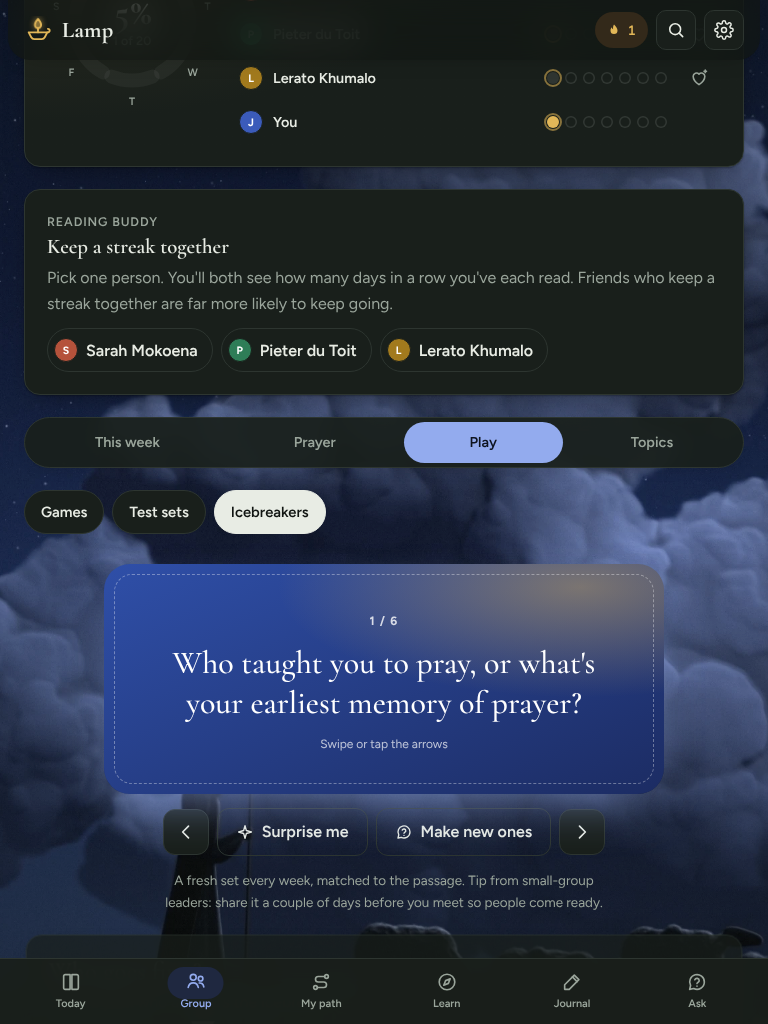 Lamp
1
5%
1 of 20
S
T
F
W
T
Pieter du Toit
L
Lerato Khumalo
J
You
READING BUDDY
Keep a streak together
Pick one person. You'll both see how many days in a row you've each read. Friends who keep a
streak together are far more likely to keep going.
S Sarah Mokoena
P Pieter du Toit
L Lerato Khumalo
This week
Prayer
Play
Topics
Games
Test sets
Icebreakers
1 / 6
Who taught you to pray, or what's
your earliest memory of prayer?
Swipe or tap the arrows
Surprise me
Make new ones
A fresh set every week, matched to the passage. Tip from small-group
leaders: share it a couple of days before you meet so people come ready.
Today
Group
My path
Learn
Journal
Ask